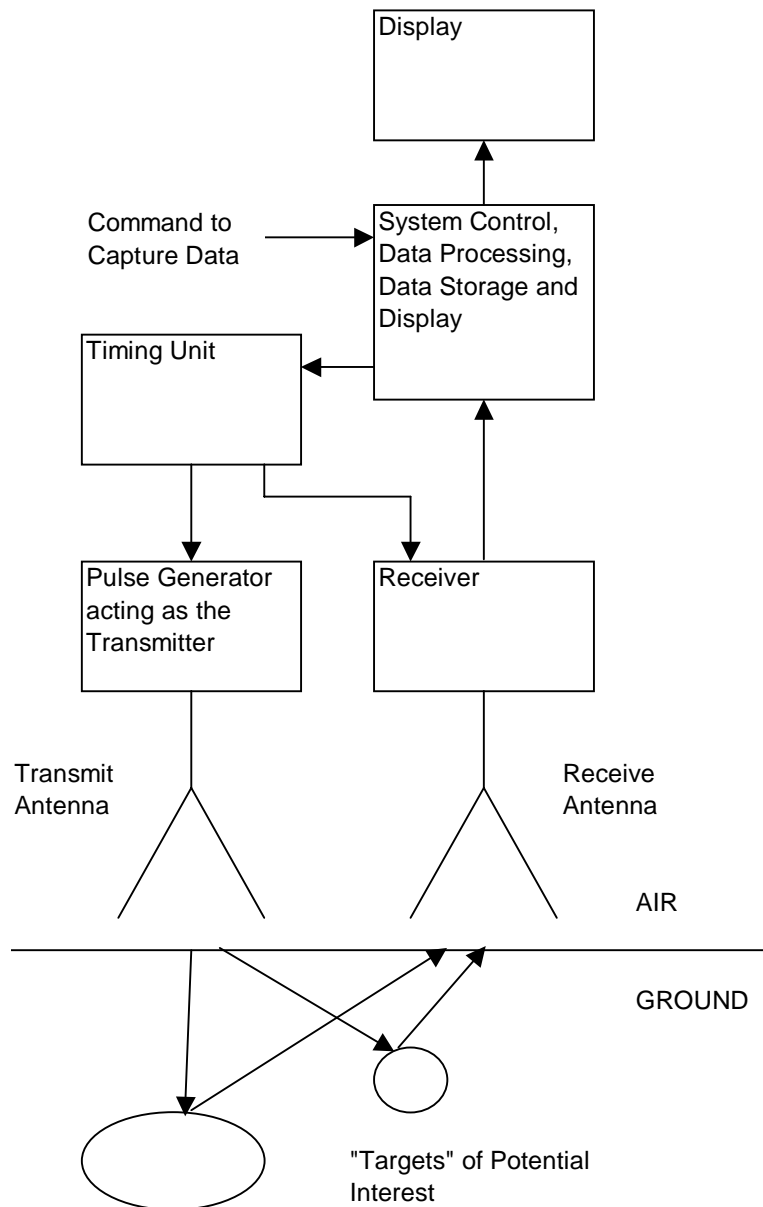 Display
Command to
Capture Data
System Control,
Data Processing,
Data Storage and
Display
Timing Unit
Pulse Generator
acting as the
Transmitter
Receiver
Transmit
Antenna
Receive
Antenna
AIR
GROUND
"Targets" of Potential
Interest